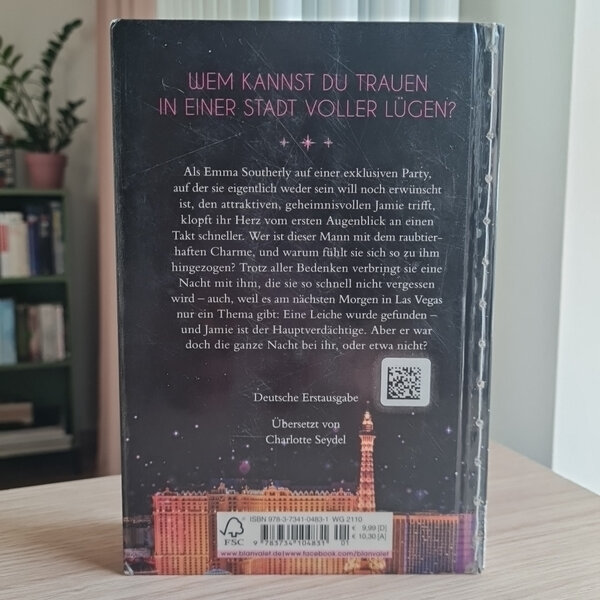 WEM KANNST DU TRAUEN
IN EINER STADT VOLLER LÜGEN?
Als Emma Southerly auf einer exklusiven Party,
auf der sie eigentlich weder sein will noch erwünscht
ist, den attraktiven, geheimnisvollen Jamie trifft,
klopft ihr Herz vom ersten Augenblick an einen
Takt schneller. Wer ist dieser Mann mit dem raubtier-
haften Charme, und warum fühlt sie sich so zu ihm
hingezogen? Trotz aller Bedenken verbringt sie eine
Nacht mit ihm, die sie so schnell nicht vergessen
wird – auch, weil es am nächsten Morgen in Las Vegas
nur ein Thema gibt: Eine Leiche wurde gefunden –
und Jamie ist der Hauptverdächtige. Aber er war
doch die ganze Nacht bei ihr, oder etwa nicht?
Deutsche Erstausgabe
Übersetzt von
Charlotte Seydel
ISBN 978-3-7341-0483-1 WG 2110
€ 9,99 [D]
€ 10,30 [A]
9 783734 104831 01
FSC
www.blanvalet.de|www.facebook.com/blanvalet